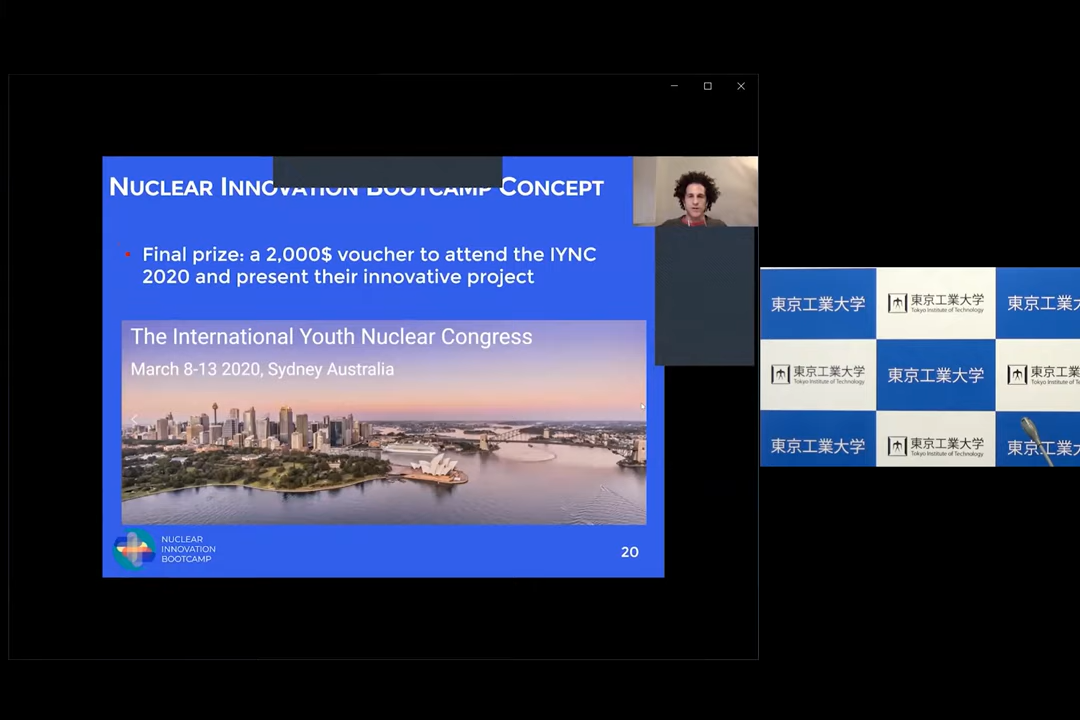 NUCLEAR INNOVATION BOOTCAMP CONCEPT
• Final prize: a 2,000$ voucher to attend the IYNC
2020 and present their innovative project
The International Youth Nuclear Congress
March 8-13 2020, Sydney Australia
NUCLEAR
INNOVATION
BOOTCAMP
20
東京工業大学
東京工業大学
Tokyo Institute of Technology
東京工業大
東京工業大学
Tokyo Institute of Technology
東京工業大学
東京工業
東京工業大学
東京工業大学
Tokyo Institute of Technology
東京工業大